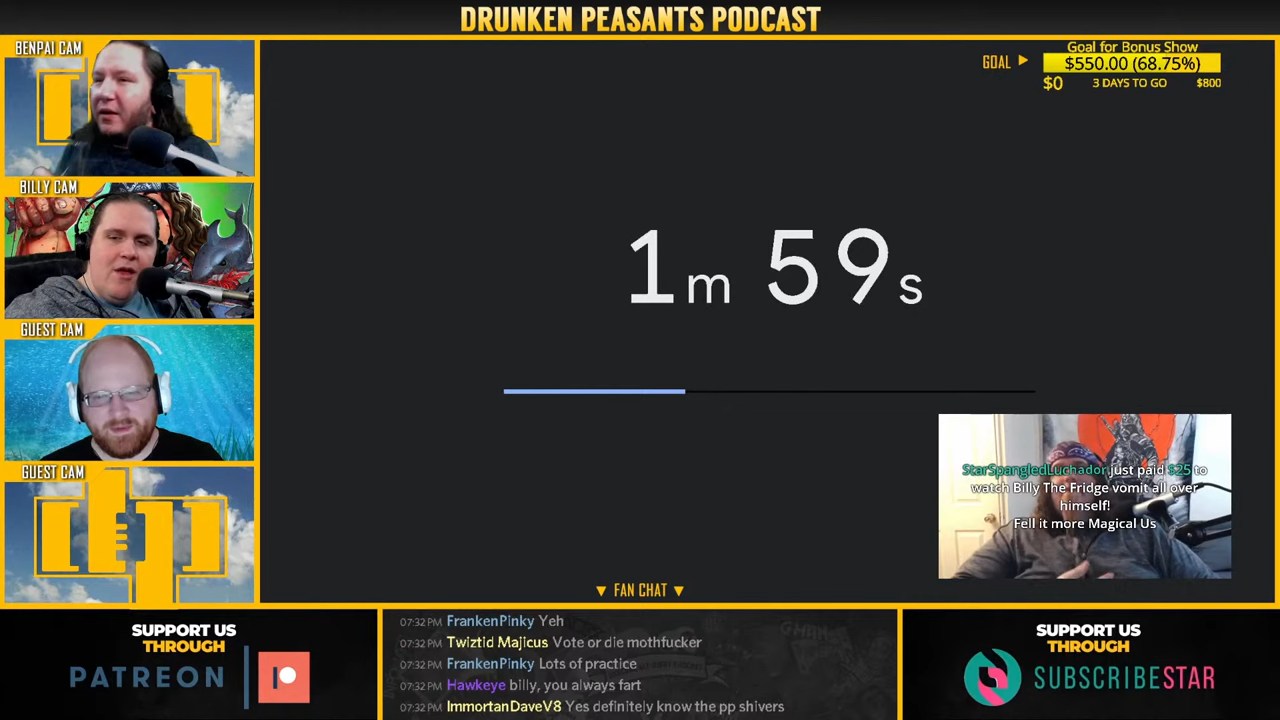 DRUNKEN PEASANTS PODCAST
BENPAI CAM
BILLY CAM
GUEST CAM
GUEST CAM
GOAL
Goal for Bonus Show
$550.00 (68.75%)
$0 3 DAYS TO GO $800
1m 59s
StarSpangledLuchador just paid $25 to
watch Billy The Fridge vomit all over
himself!
Fell it more Magical Us
▼ FAN CHAT ▼
07:32 PM FrankenPinky Yeh
07:32 PM Twiztid Majicus Vote or die mothfucker
07:32 PM FrankenPinky Lots of practice
07:32 PM Hawkeye billy, you always fart
07:32 PM ImmortanDaveV8 Yes definitely know the pp shivers
SUPPORT US
THROUGH
PATREON
SUPPORT US
THROUGH
SUBSCRIBESTAR